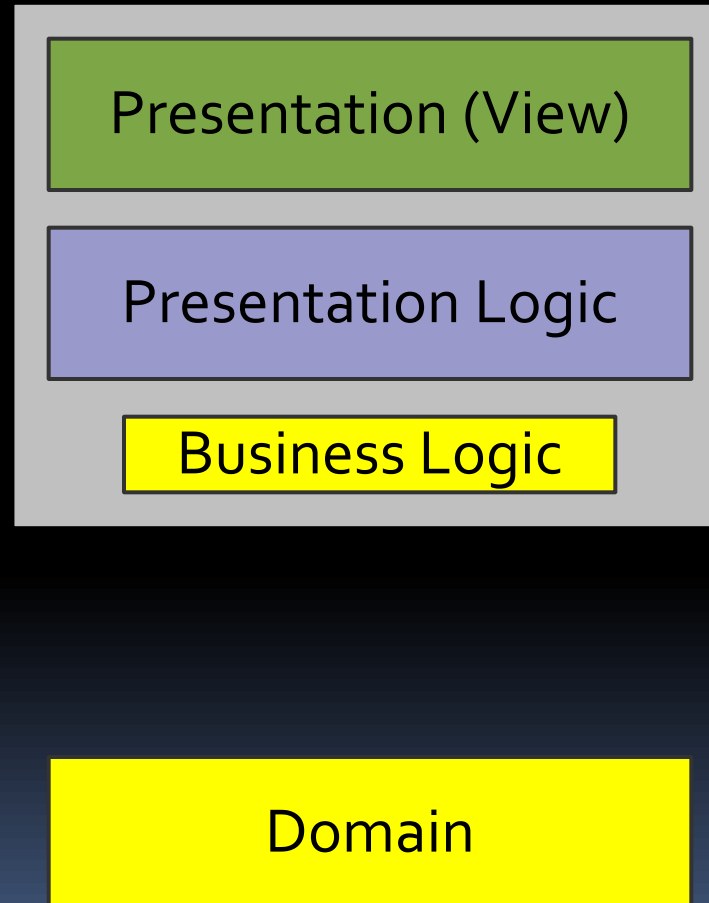 Presentation (View)
Presentation Logic
Business Logic
Domain